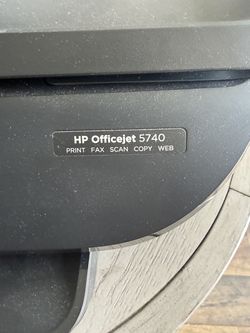 HP Officejet 5740
PRINT FAX SCAN COPY WEB